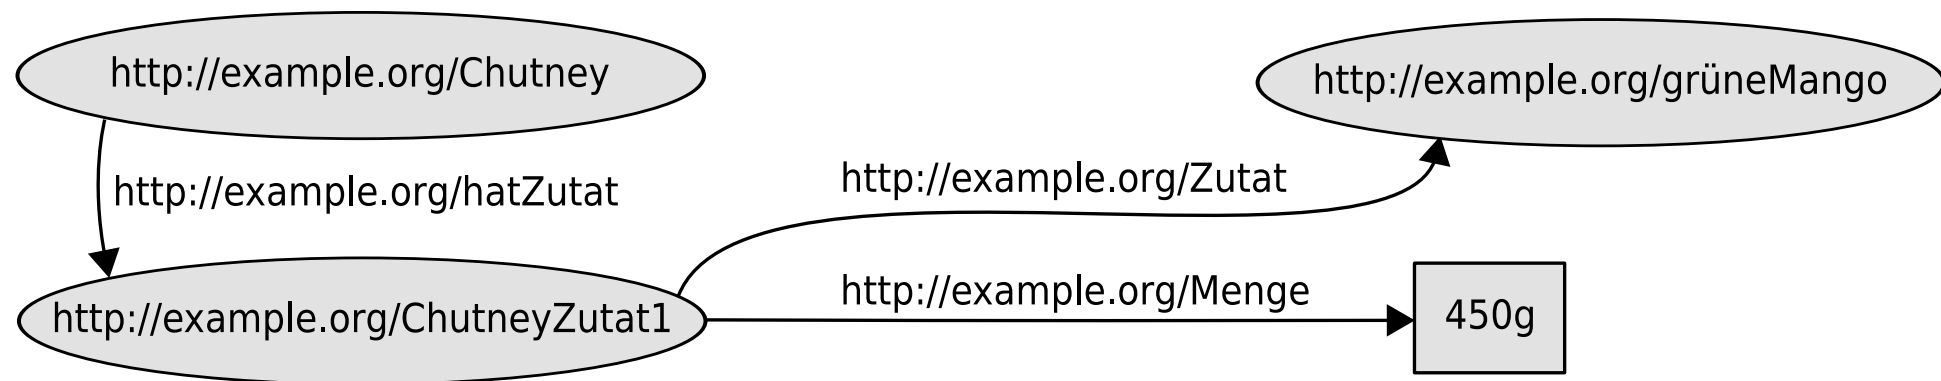 http://example.org/Chutney
http://example.org/grüneMango
http://example.org/hatZutat
http://example.org/Zutat
http://example.org/ChutneyZutat1
http://example.org/Menge
450g